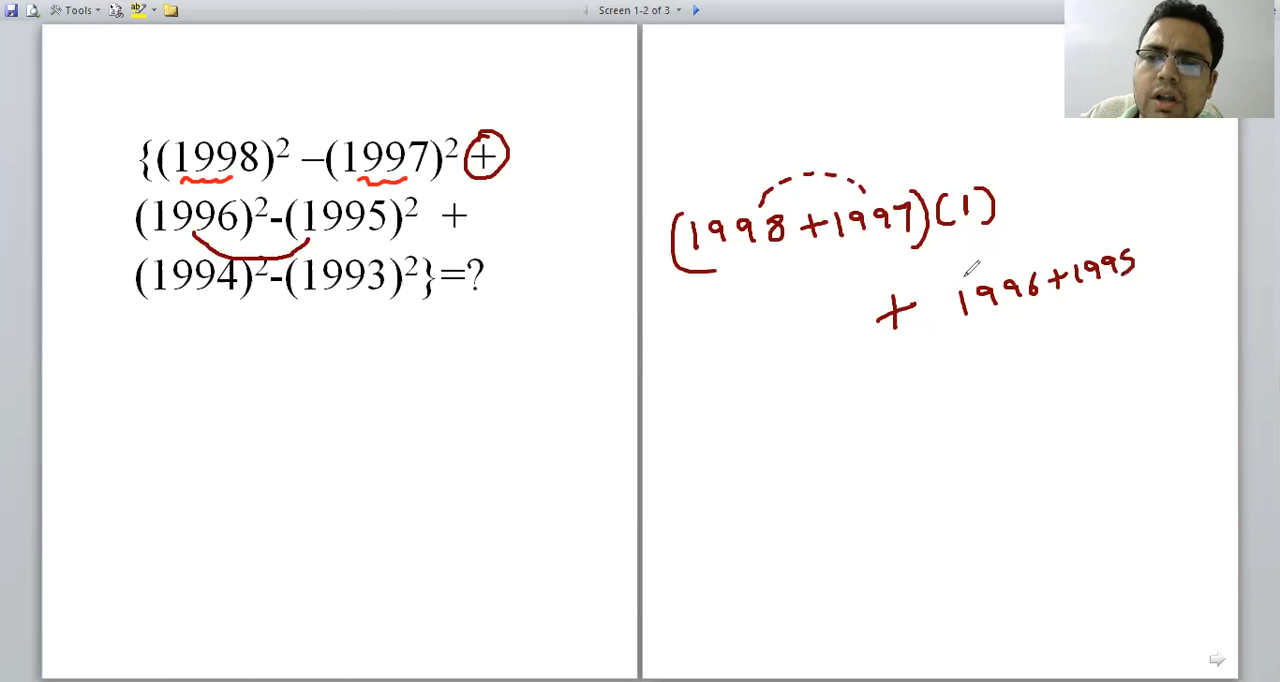 Tools
Screen 1-2 of 3
{(1998)² –(1997)² +
(1996)²-(1995)² +
(1994)²-(1993)²}=?
(1998+1997)(1)
+ 1996+1995